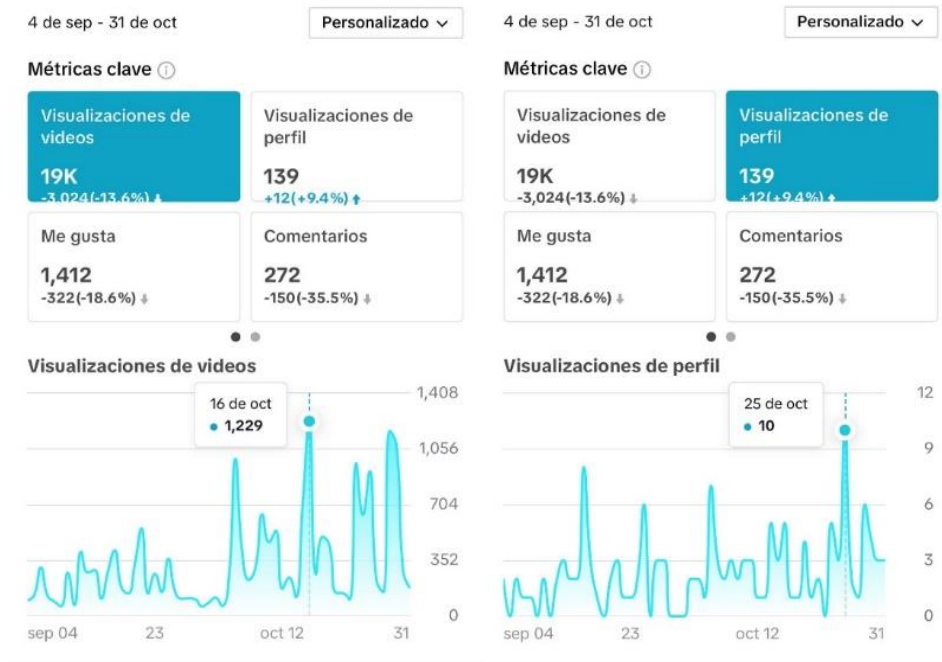 4 de sep - 31 de oct
Personalizado
Métricas clave
Visualizaciones de
videos
19K
-3,024(-13.6%)
Visualizaciones de
perfil
139
+12(+9.4%)
Me gusta
1,412
-322(-18.6%)
Comentarios
272
-150(-35.5%)
Visualizaciones de videos
16 de oct
1,229
1,408
1,056
704
352
0
sep 04
23
oct 12
31
4 de sep - 31 de oct
Personalizado
Métricas clave
Visualizaciones de
videos
19K
-3,024(-13.6%)
Visualizaciones de
perfil
139
+12(+9.4%)
Me gusta
1,412
-322(-18.6%)
Comentarios
272
-150(-35.5%)
Visualizaciones de perfil
25 de oct
10
12
9
6
3
0
sep 04
23
oct 12
31